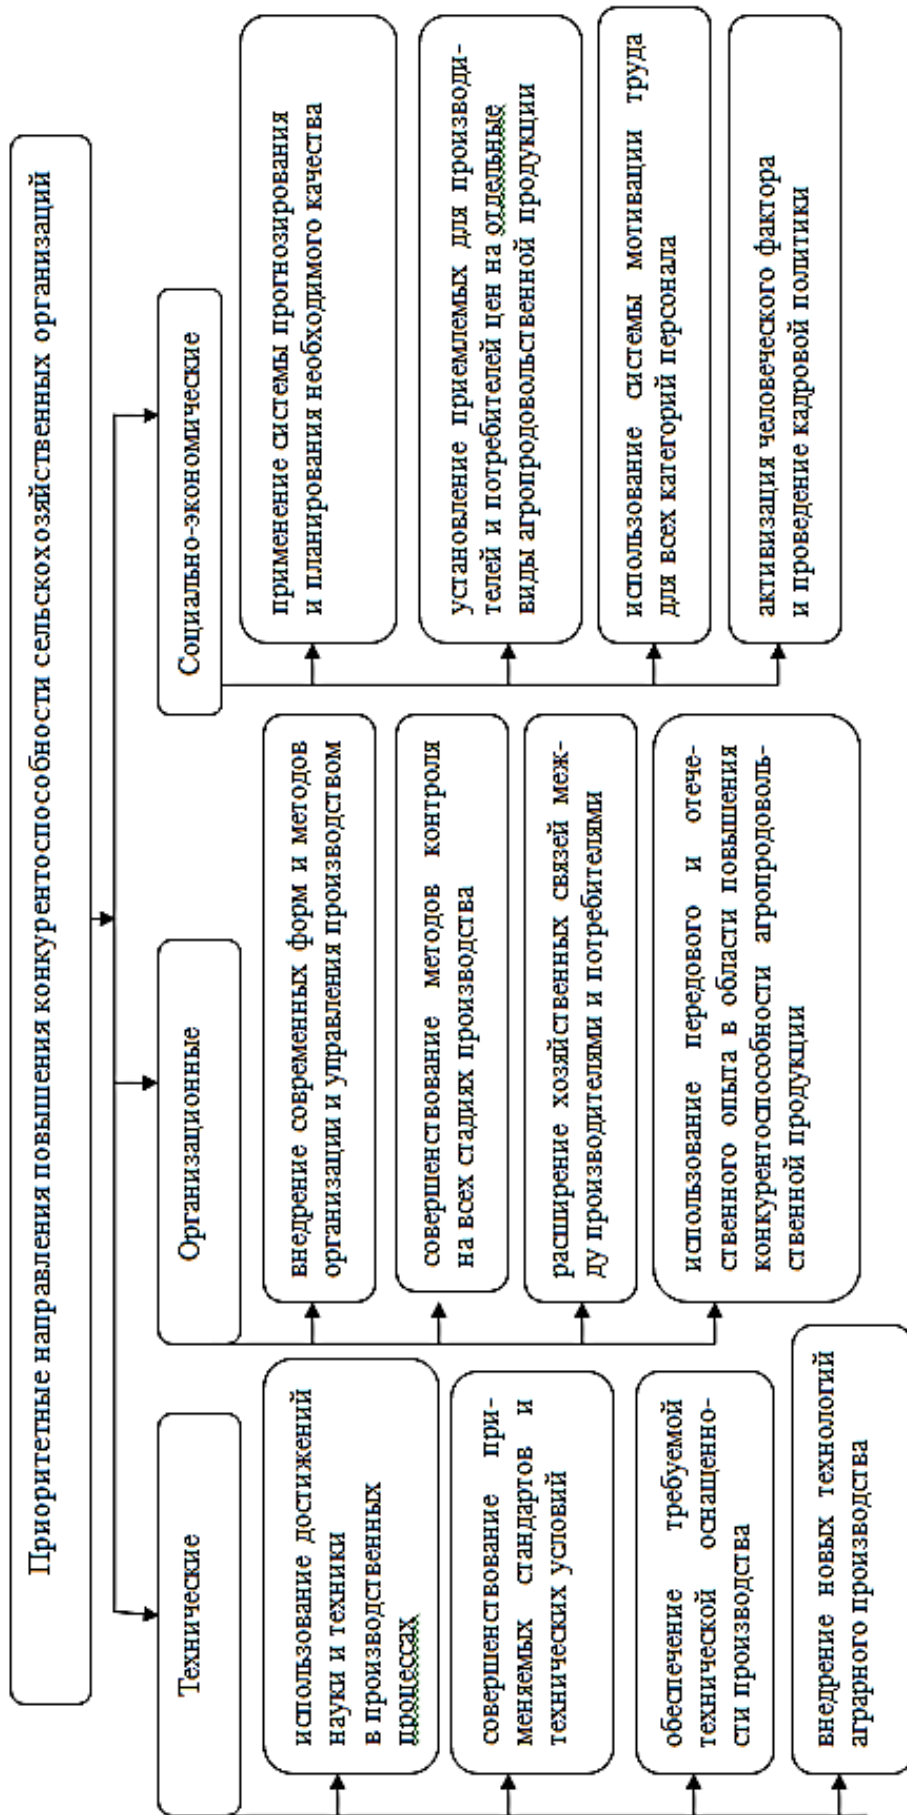 Приоритетные направления повышения конкурентоспособности сельскохозяйственных организаций
Технические
использование достижений
науки и техники
в производственных
процессах
совершенствование при-
меняемых стандартов и
технических условий
обеспечение требуемой
технической оснащенно-
сти производства
внедрение новых технологий
аграрного производства
Организационные
внедрение современных форм и методов
организации и управления производством
совершенствование методов контроля
на всех стадиях производства
расширение хозяйственных связей меж-
ду производителями и потребителями
использование передового и отече-
ственного опыта в области повышения
конкурентоспособности агропродоволь-
ственной продукции
Социально-экономические
применение системы прогнозирования
и планирования необходимого качества
установление приемлемых для производи-
телей и потребителей цен на отдельные
виды агропродовольственной продукции
использование системы мотивации труда
для всех категорий персонала
активизация человеческого фактора
и проведение кадровой политики